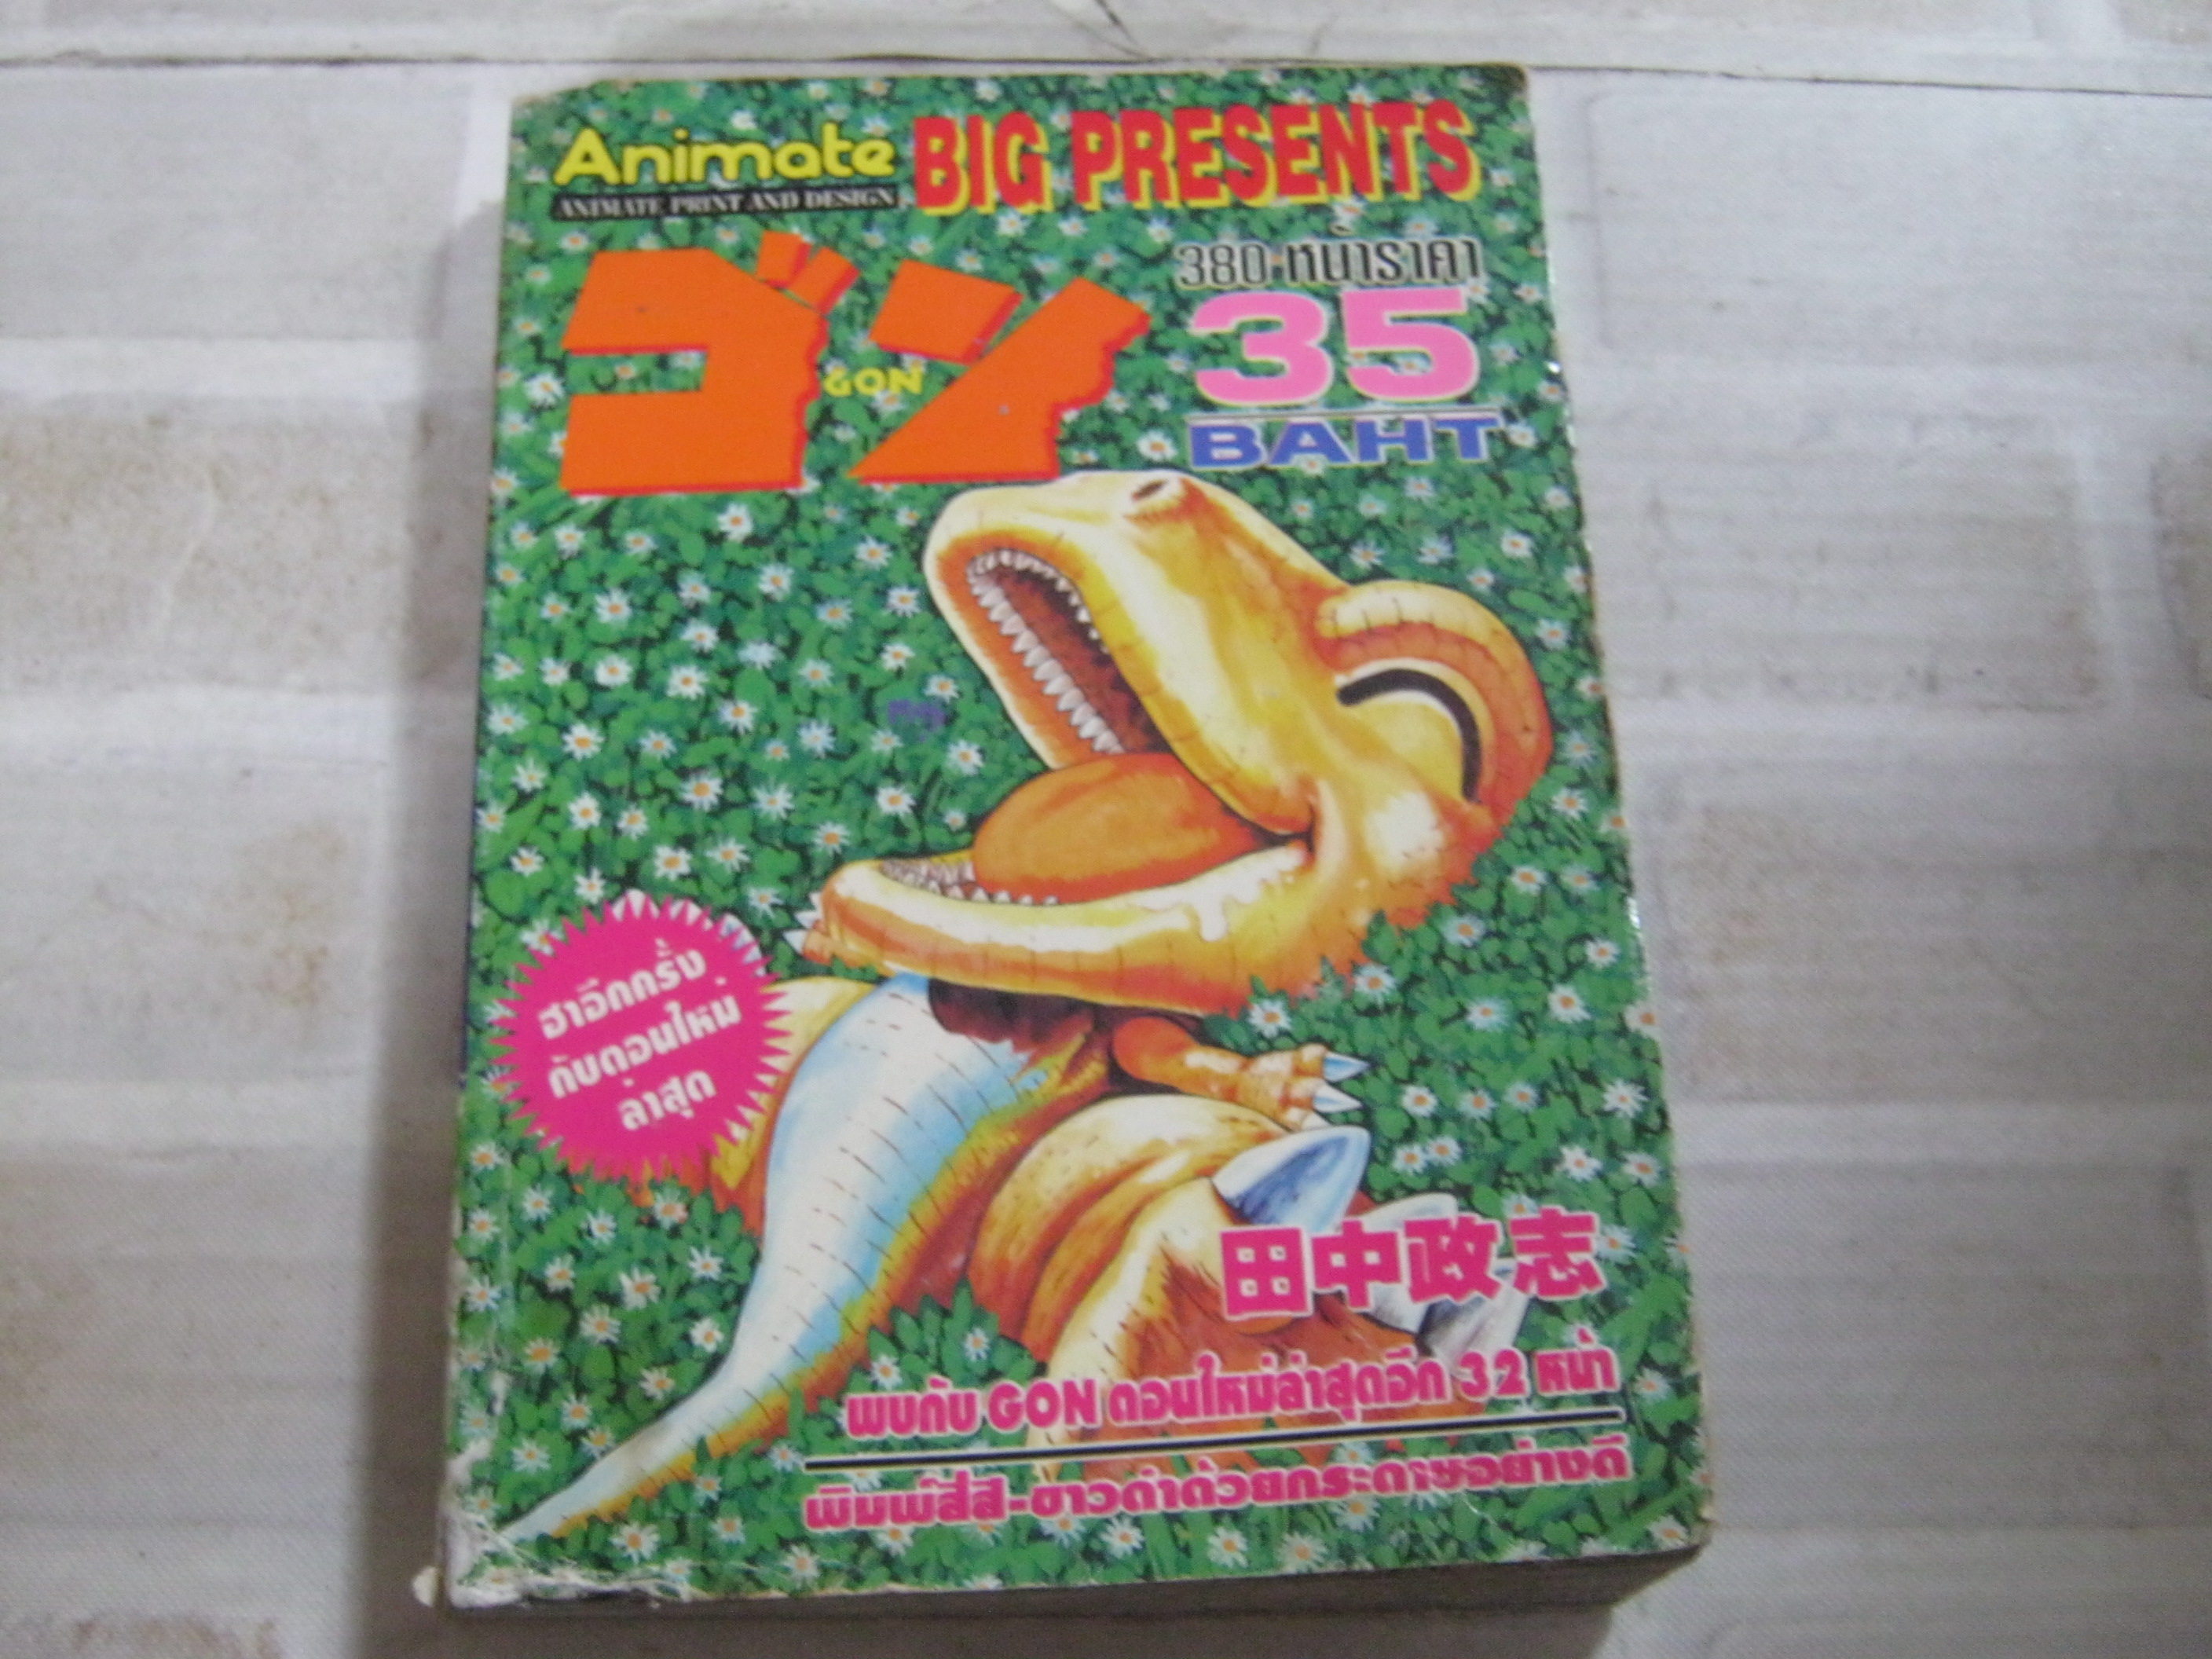 Animate BIG PRESENTS
ANIMATE PRINT AND DESIGN
ゴン
GON
380 หน้าราคา
35
BAHT
ฮาอีกครั้ง
กับตอนใหม่
ล่าสุด
田中政志
พบกับ GON ตอนใหม่ล่าสุดอีก 32 หน้า
พิมพ์สี่สี-ขาวดำด้วยกระดาษอย่างดี